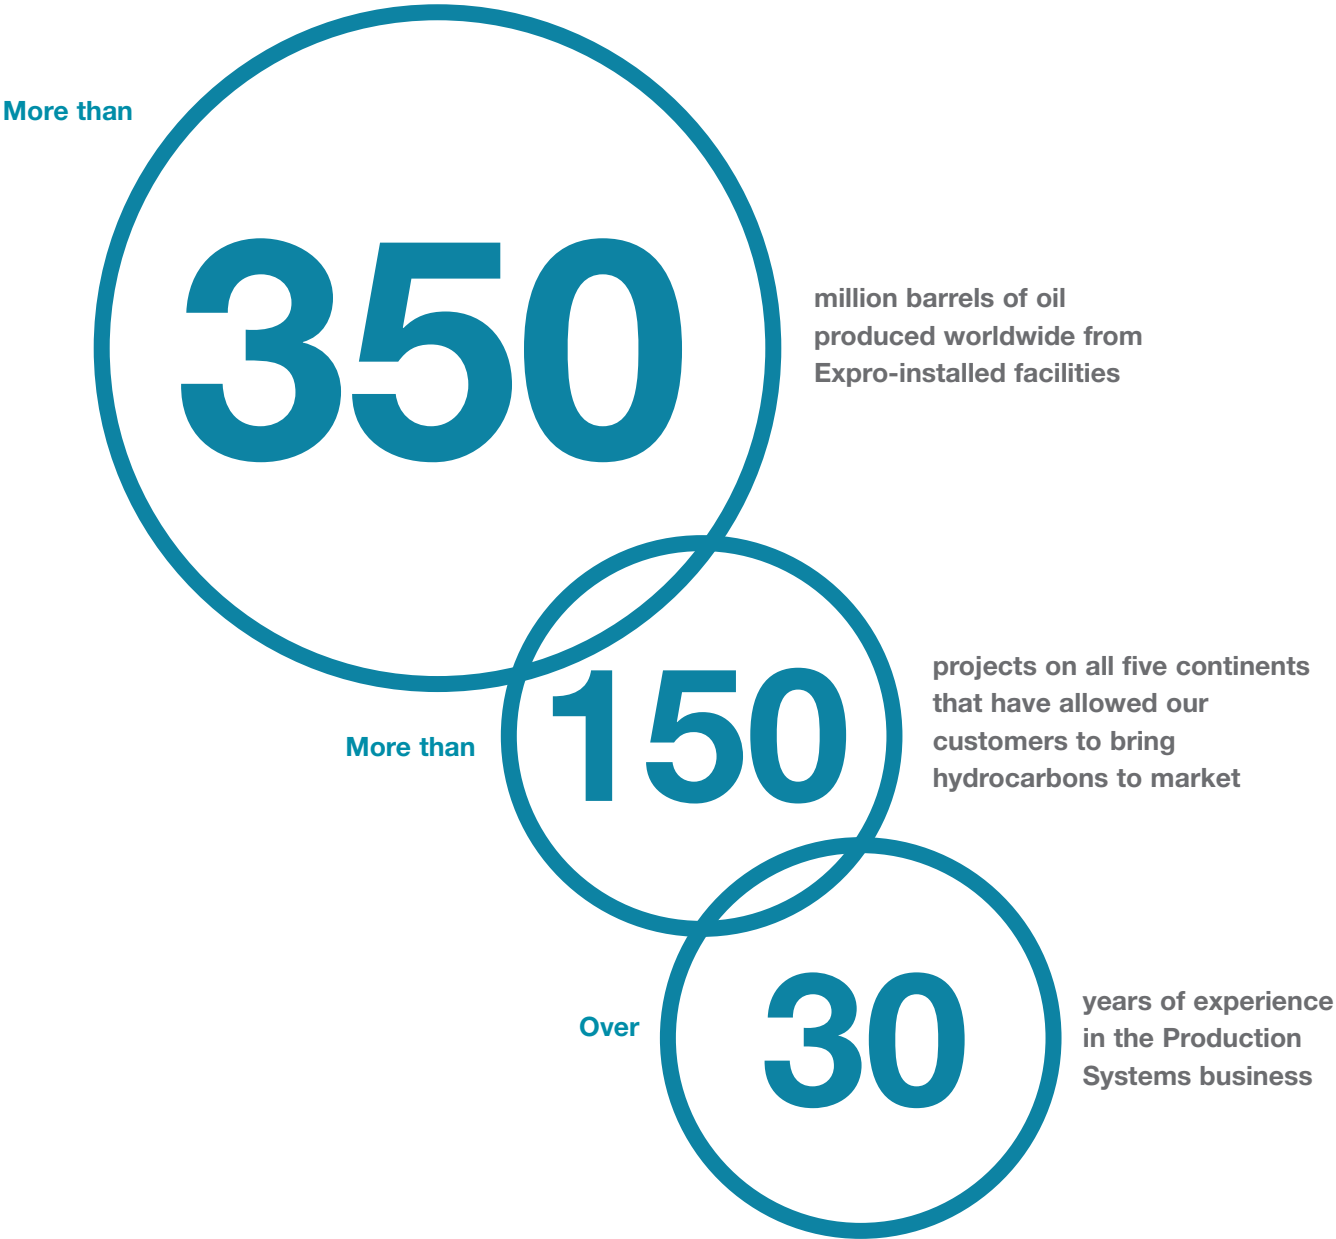 More than
350
million barrels of oil
produced worldwide from
Expro-installed facilities
More than
150
projects on all five continents
that have allowed our
customers to bring
hydrocarbons to market
Over
30
years of experience
in the Production
Systems business